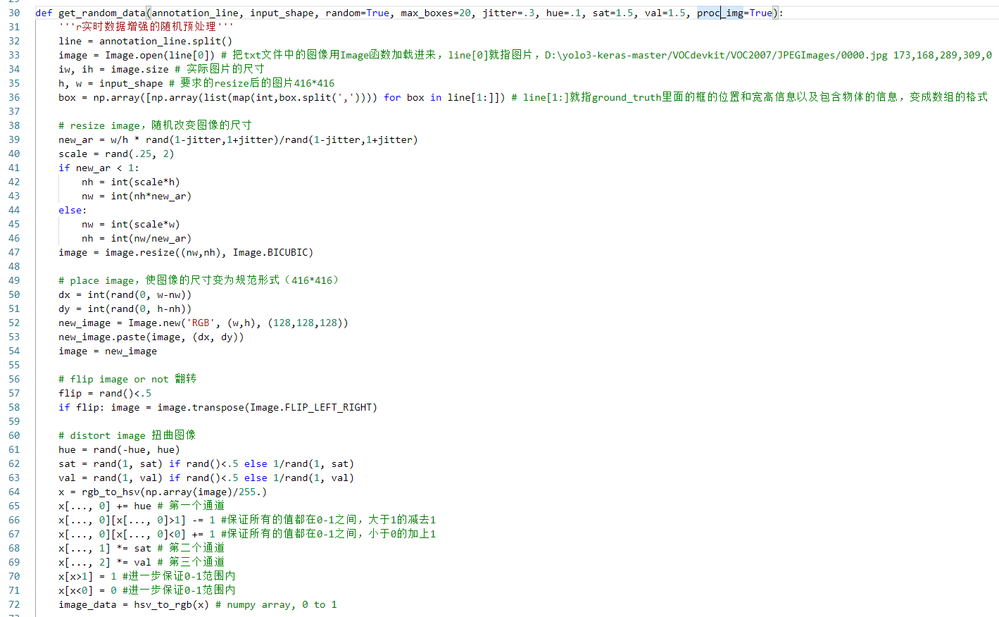 30 def get_random_data(annotation_line, input_shape, random=True, max_boxes=20, jitter=.3, hue=.1, sat=1.5, val=1.5, proc_img=True):
31     '''r实时数据增强的随机预处理'''
32     line = annotation_line.split()
33     image = Image.open(line[0]) # 把txt文件中的图像用Image函数加载进来，line[0]就指图片，D:\yolo3-keras-master/VOCdevkit/VOC2007/JPEGImages/0000.jpg 173,168,289,309,0
34     iw, ih = image.size # 实际图片的尺寸
35     h, w = input_shape # 要求的resize后的图片416*416
36     box = np.array([np.array(list(map(int,box.split(',')))) for box in line[1:]]) # line[1:]就指ground_truth里面的框的位置和宽高信息以及包含物体的信息，变成数组的格式
37
38     # resize image，随机改变图像的尺寸
39     new_ar = w/h * rand(1-jitter,1+jitter)/rand(1-jitter,1+jitter)
40     scale = rand(.25, 2)
41     if new_ar < 1:
42         nh = int(scale*h)
43         nw = int(nh*new_ar)
44     else:
45         nw = int(scale*w)
46         nh = int(nw/new_ar)
47     image = image.resize((nw,nh), Image.BICUBIC)
48
49     # place image，使图像的尺寸变为规范形式（416*416）
50     dx = int(rand(0, w-nw))
51     dy = int(rand(0, h-nh))
52     new_image = Image.new('RGB', (w,h), (128,128,128))
53     new_image.paste(image, (dx, dy))
54     image = new_image
55
56     # flip image or not 翻转
57     flip = rand()<.5
58     if flip: image = image.transpose(Image.FLIP_LEFT_RIGHT)
59
60     # distort image 扭曲图像
61     hue = rand(-hue, hue)
62     sat = rand(1, sat) if rand()<.5 else 1/rand(1, sat)
63     val = rand(1, val) if rand()<.5 else 1/rand(1, val)
64     x = rgb_to_hsv(np.array(image)/255.)
65     x[..., 0] += hue # 第一个通道
66     x[..., 0][x[..., 0]>1] -= 1 #保证所有的值都在0-1之间，大于1的减去1
67     x[..., 0][x[..., 0]<0] += 1 #保证所有的值都在0-1之间，小于0的加上1
68     x[..., 1] *= sat # 第二个通道
69     x[..., 2] *= val # 第三个通道
70     x[x>1] = 1 #进一步保证0-1范围内
71     x[x<0] = 0 #进一步保证0-1范围内
72     image_data = hsv_to_rgb(x) # numpy array, 0 to 1